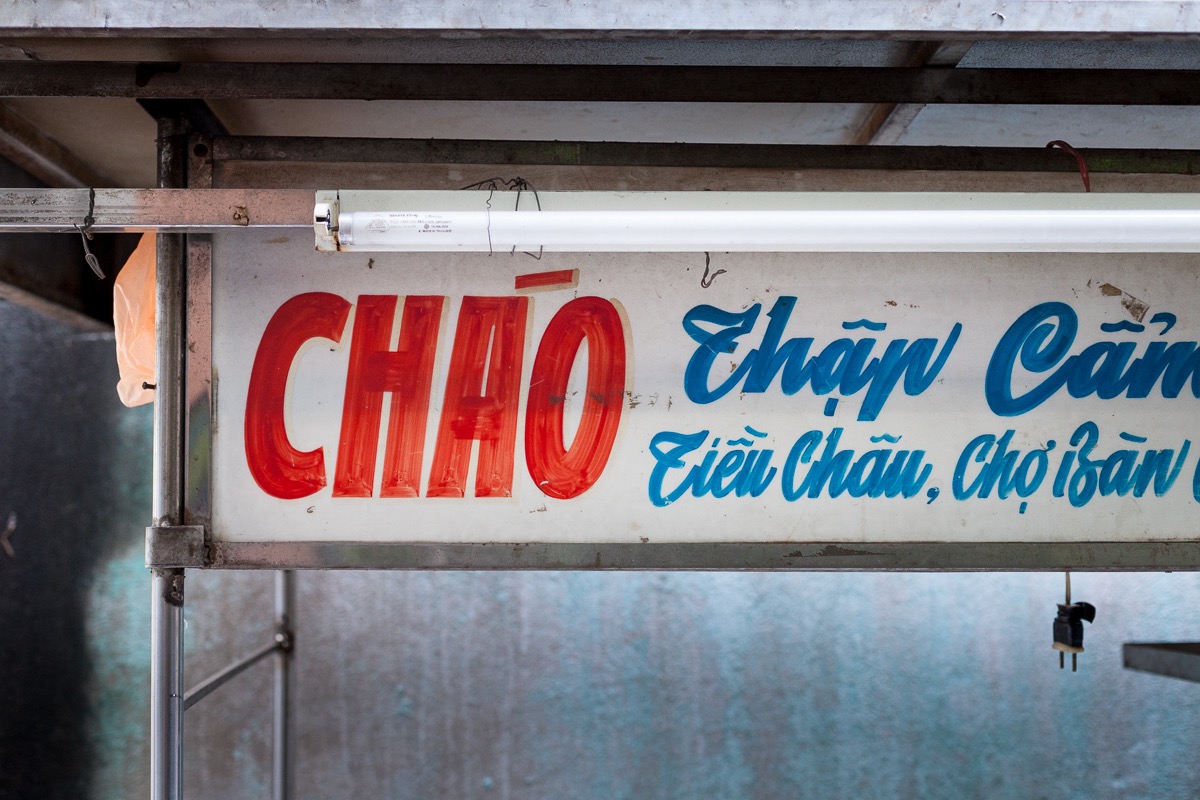 CHÁO
Thập Cẩm
Tiều Châu, Chợ Bàn